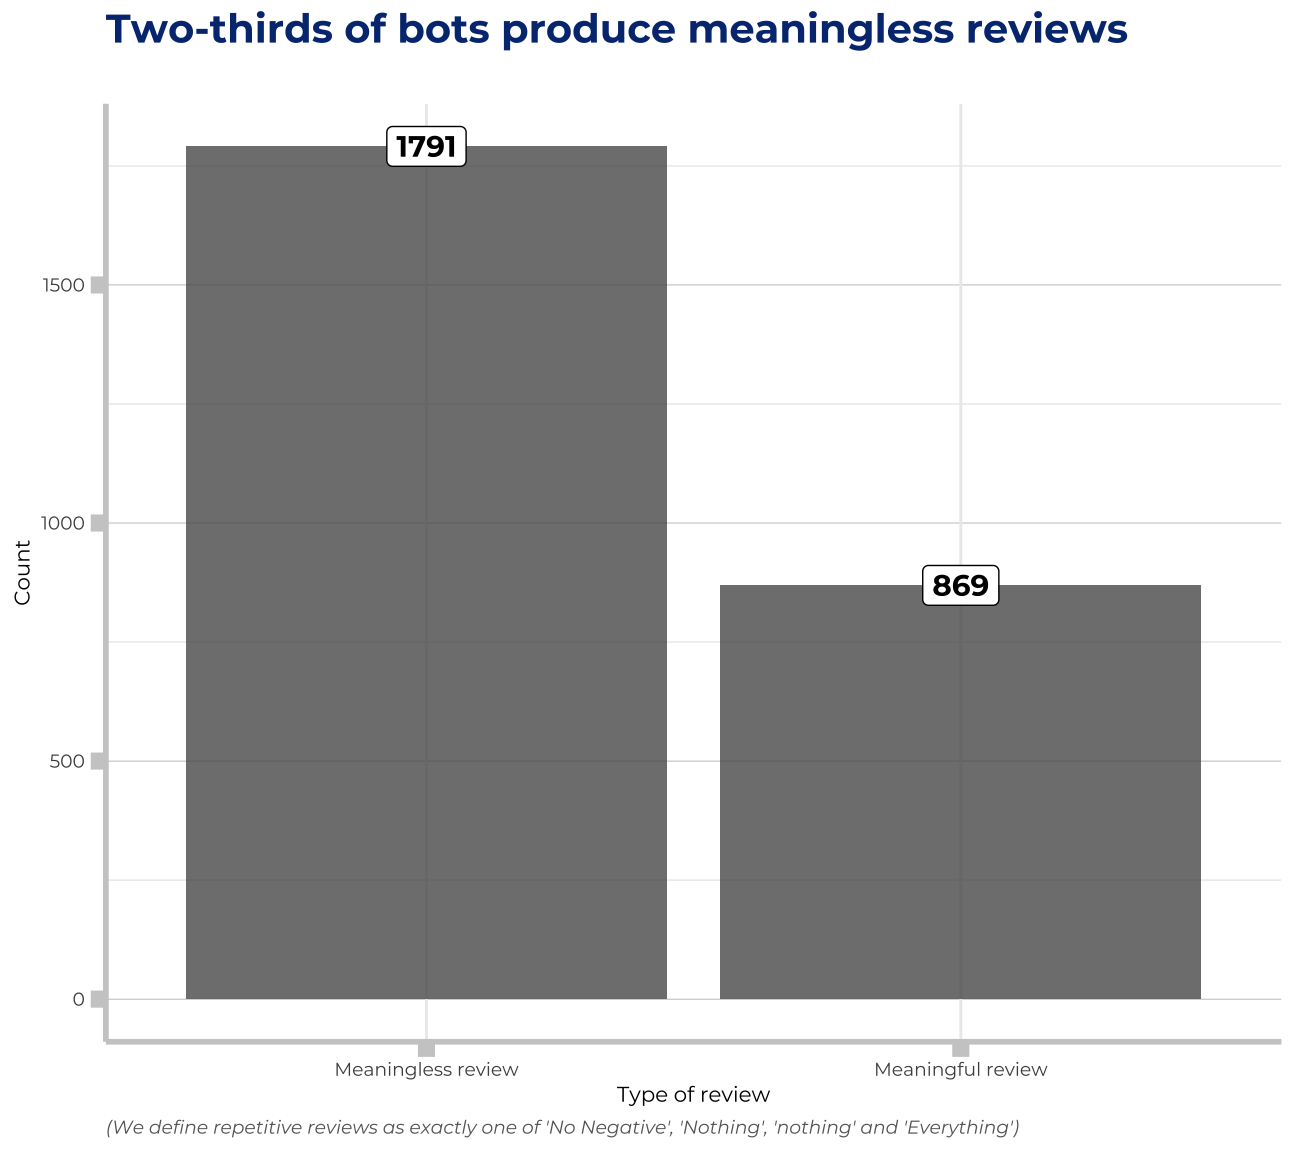 Two-thirds of bots produce meaningless reviews
1791
1500
1000
869
500
0
Count
Meaningless review
Meaningful review
Type of review
(We define repetitive reviews as exactly one of 'No Negative', 'Nothing', 'nothing' and 'Everything')